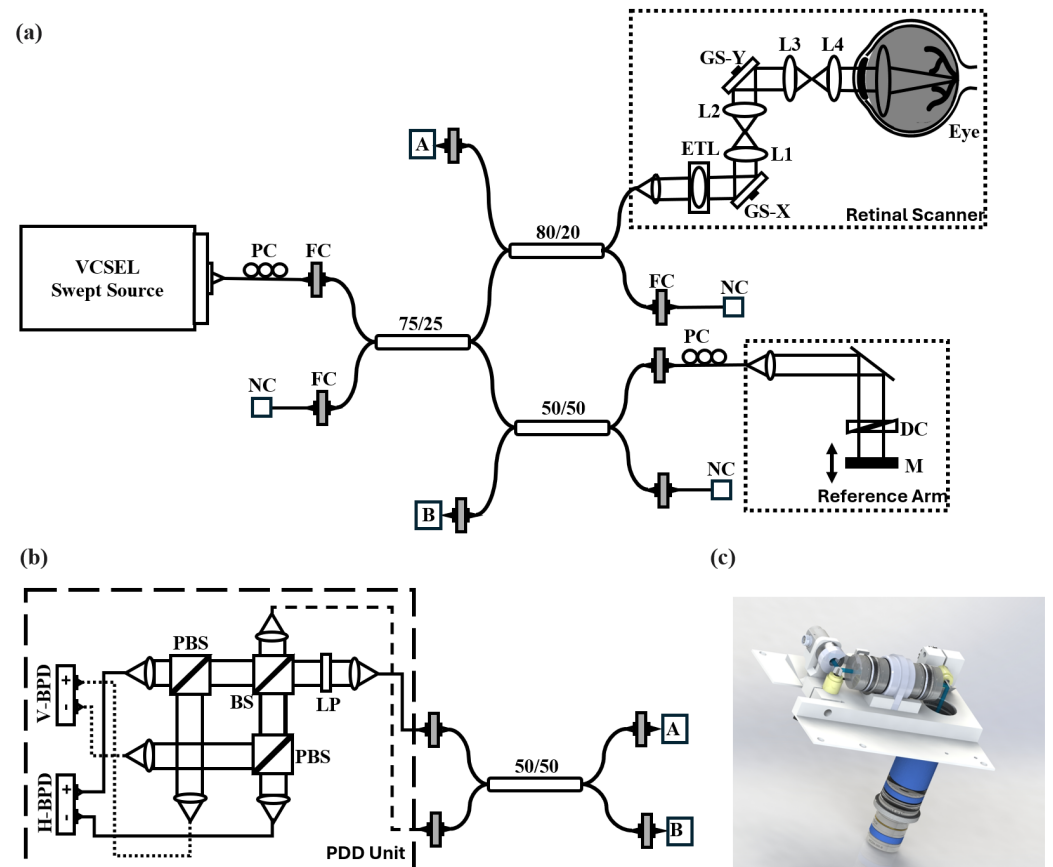 (a)
VCSEL
Swept Source
PC
FC
NC
FC
75/25
A
80/20
FC
NC
PC
50/50
NC
B
GS-Y
L3
L4
L2
ETL
L1
GS-X
Eye
Retinal Scanner
DC
M
Reference Arm
(b)
V-BPD
+
-
H-BPD
+
-
PBS
BS
LP
PBS
PDD Unit
50/50
A
B
(c)